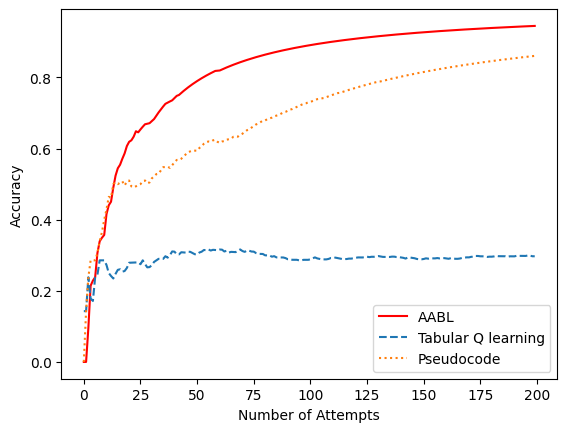 0.8
0.6
0.4
0.2
0.0
Accuracy
AABL
Tabular Q learning
Pseudocode
0 25 50 75 100 125 150 175 200
Number of Attempts